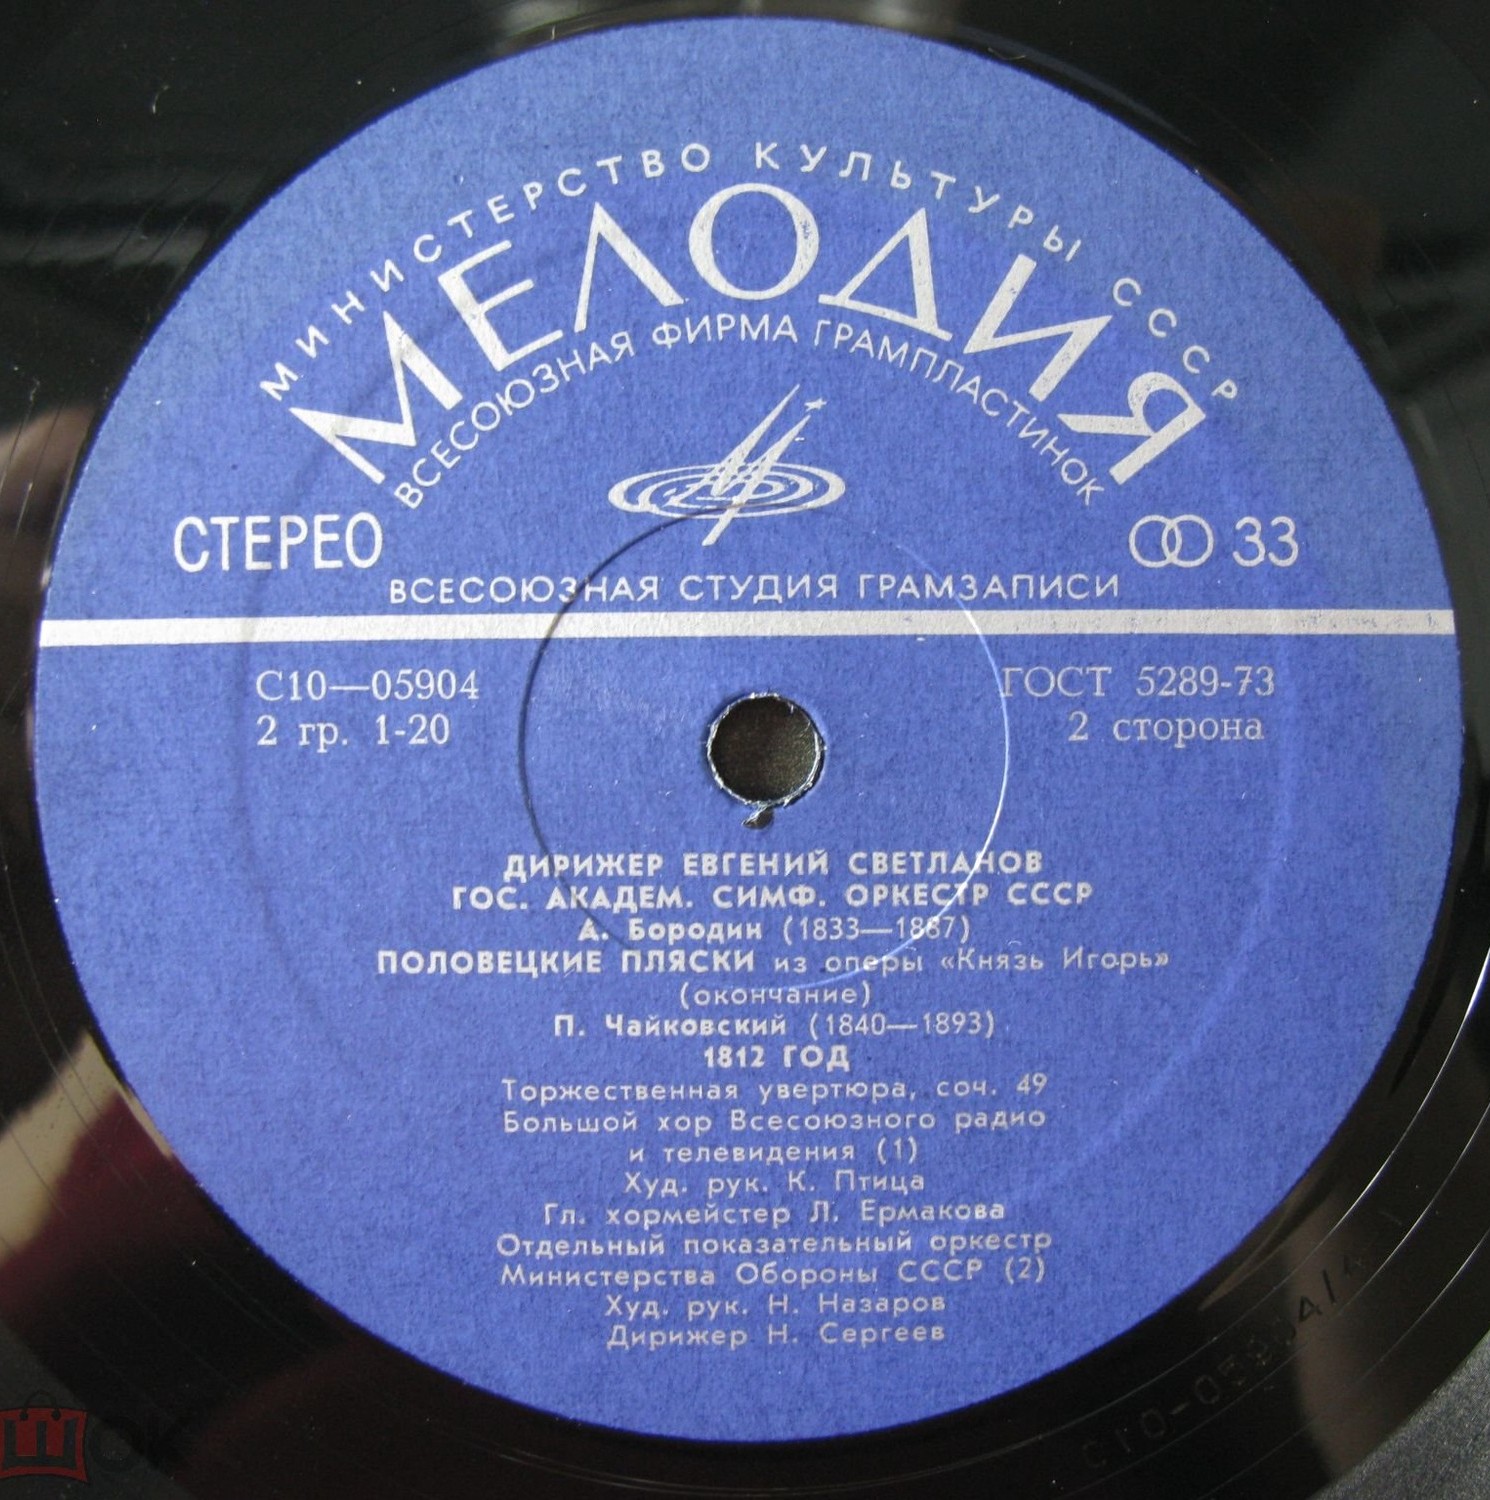 МИНИСТЕРСТВО КУЛЬТУРЫ СССР
МЕЛОДИЯ
ВСЕСОЮЗНАЯ ФИРМА ГРАМПЛАСТИНОК
СТЕРЕО
33
ВСЕСОЮЗНАЯ СТУДИЯ ГРАМЗАПИСИ
С10—05904
ГОСТ 5289-73
2 гр. 1-20
2 сторона
ДИРИЖЕР ЕВГЕНИЙ СВЕТЛАНОВ
ГОС. АКАДЕМ. СИМФ. ОРКЕСТР СССР
А. Бородин (1833—1887)
ПОЛОВЕЦКИЕ ПЛЯСКИ из оперы «Князь Игорь»
(окончание)
П. Чайковский (1840—1893)
1812 ГОД
Торжественная увертюра, соч. 49
Большой хор Всесоюзного радио
и телевидения (1)
Худ. рук. К. Птица
Гл. хормейстер Л. Ермакова
Отдельный показательный оркестр
Министерства Обороны СССР (2)
Худ. рук. Н. Назаров
Дирижер Н. Сергеев